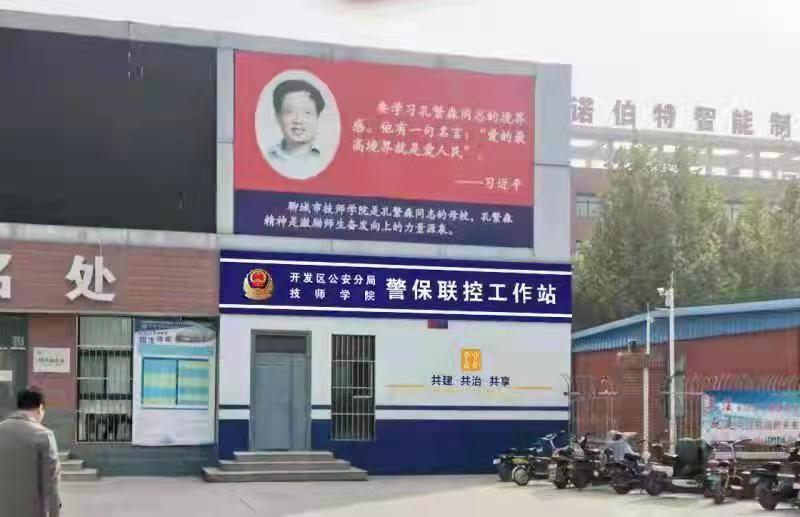 要学习孔繁森同志的境界
感。他有一句名言:“爱的最
高境界就是爱人民”。
——习近平
聊城市技师学院是孔繁森同志的母校,孔繁森
精神是激励师生奋发向上的力量源泉。
诺伯特智能制
名处
开发区公安分局
技师学院
警保联控工作站
共建 共治 共享